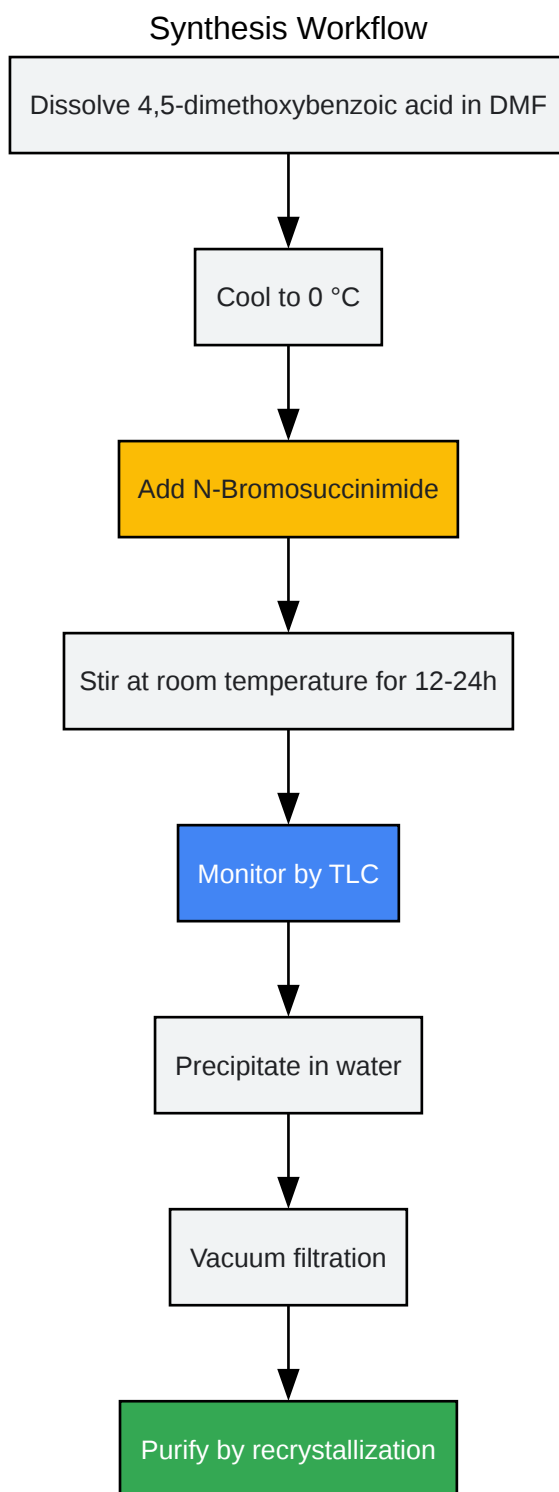 Synthesis Workflow
Dissolve 4,5-dimethoxybenzoic acid in DMF
Cool to 0 °C
Add N-Bromosuccinimide
Stir at room temperature for 12-24h
Monitor by TLC
Precipitate in water
Vacuum filtration
Purify by recrystallization